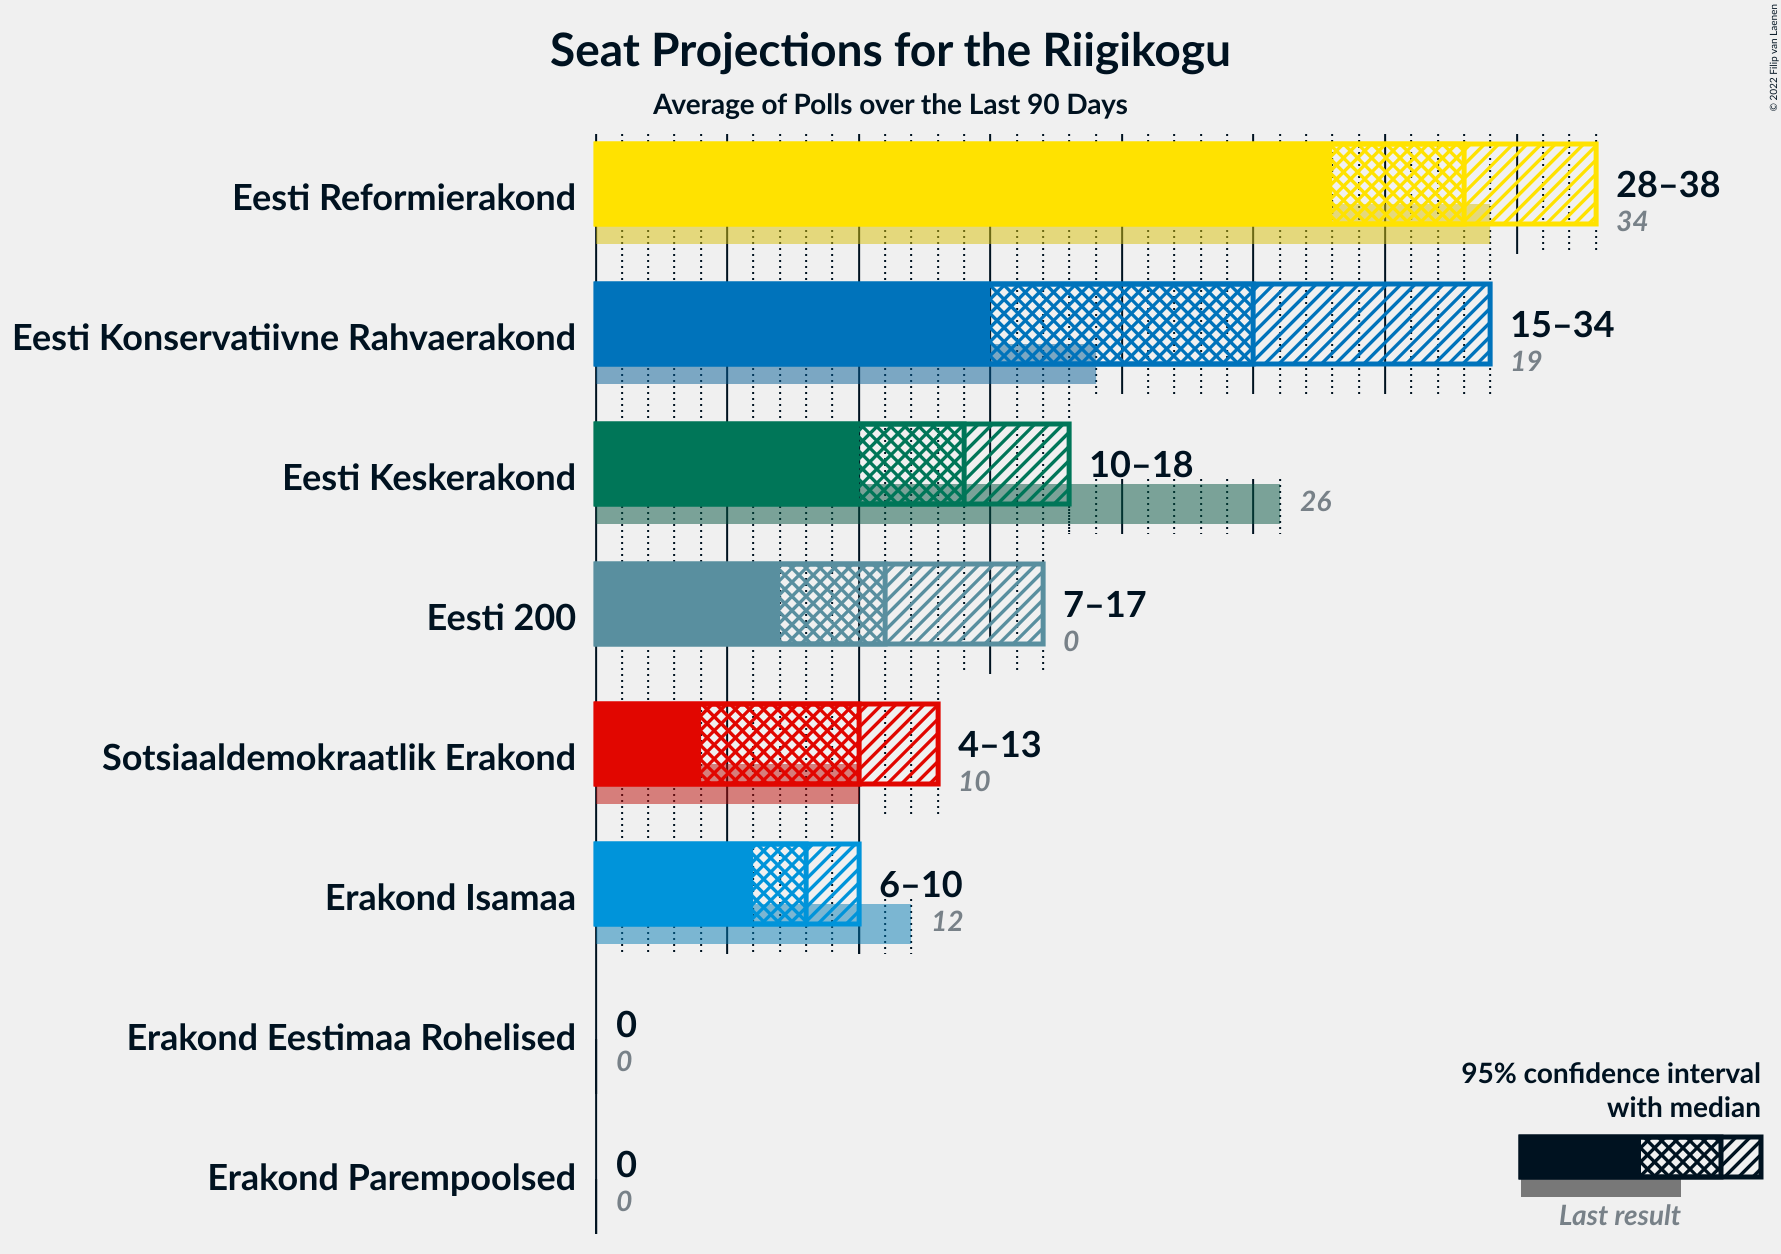 Seat Projections for the Riigikogu
Average of Polls over the Last 90 Days
© 2022 Filip van Laenen
Eesti Reformierakond
28–38
34
Eesti Konservatiivne Rahvaerakond
15–34
19
Eesti Keskerakond
10–18
26
Eesti 200
7–17
0
Sotsiaaldemokraatlik Erakond
4–13
10
Erakond Isamaa
6–10
12
Erakond Eestimaa Rohelised
0
0
Erakond Parempoolsed
0
0
95% confidence interval
with median
Last result